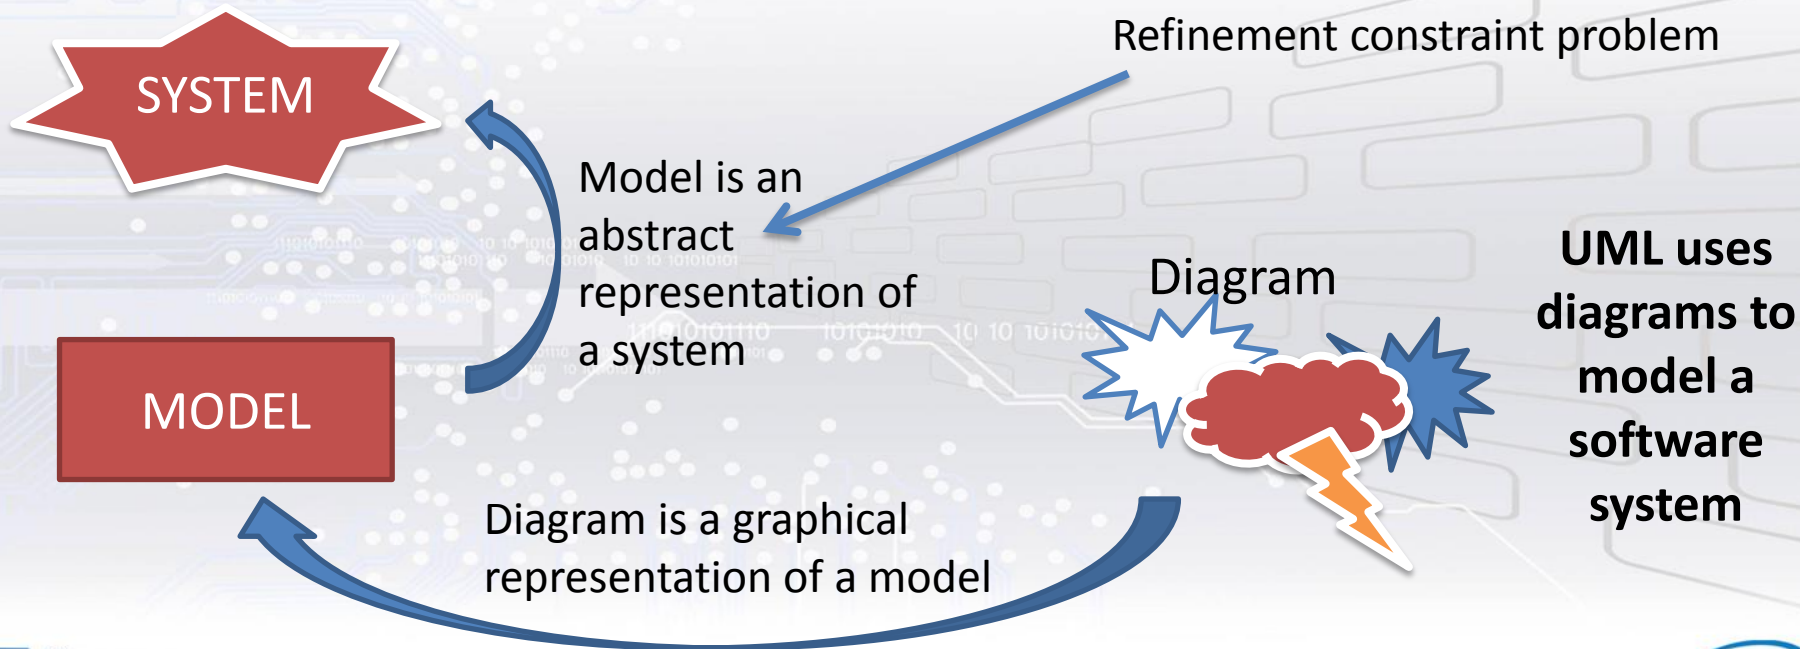 Refinement constraint problem
SYSTEM
Model is an
abstract
representation of
a system
MODEL
Diagram
UML uses
diagrams to
model a
software
system
Diagram is a graphical
representation of a model